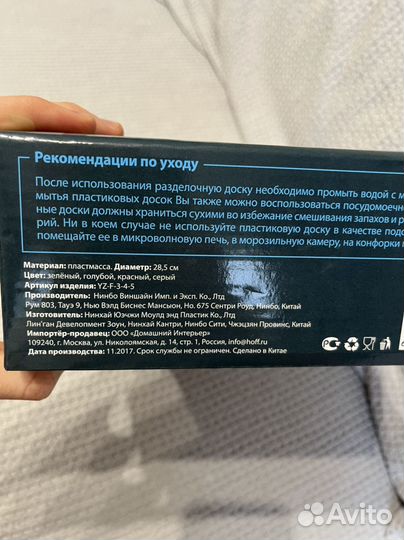 Рекомендации по уходу
После использования разделочную доску необходимо промыть водой с м
мытья пластиковых досок Вы также можно воспользоваться посудомоечно
ные доски должны храниться сухими во избежание смешивания запахов и р
рий. Ни в коем случае не используйте пластиковую доску в качестве подс
помещайте ее в микроволновую печь, в морозильную камеру, на конфорки п
Материал: пластмасса. Диаметр: 28,5 см
Цвет: зелёный, голубой, красный, серый
Артикул изделия: YZ-F-3-4-5
Произведено: Нинбо Виншайн Имп. и Эксп. Ко., Лтд
Рум 803, Тауэ 9, Нью Вэлд Бизнес Мансьон, Но. 675 Сентри Роуд, Нинбо, Китай
Изготовитель: Нинхай Юэчжи Моулд энд Пластик Ко., Лтд
Лин'ган Девелопмент Зоун, Нинхай Кантри, Нинбо Сити, Чжэцзян Провинс, Китай
Импортёр-продавец: ООО «Домашний Интерьер»
109240, г. Москва, ул. Николоямская, д. 14, стр. 1, Россия, info@hoff.ru
Дата производства: 11.2017. Срок службы не ограничен. Сделано в Китае
Avito